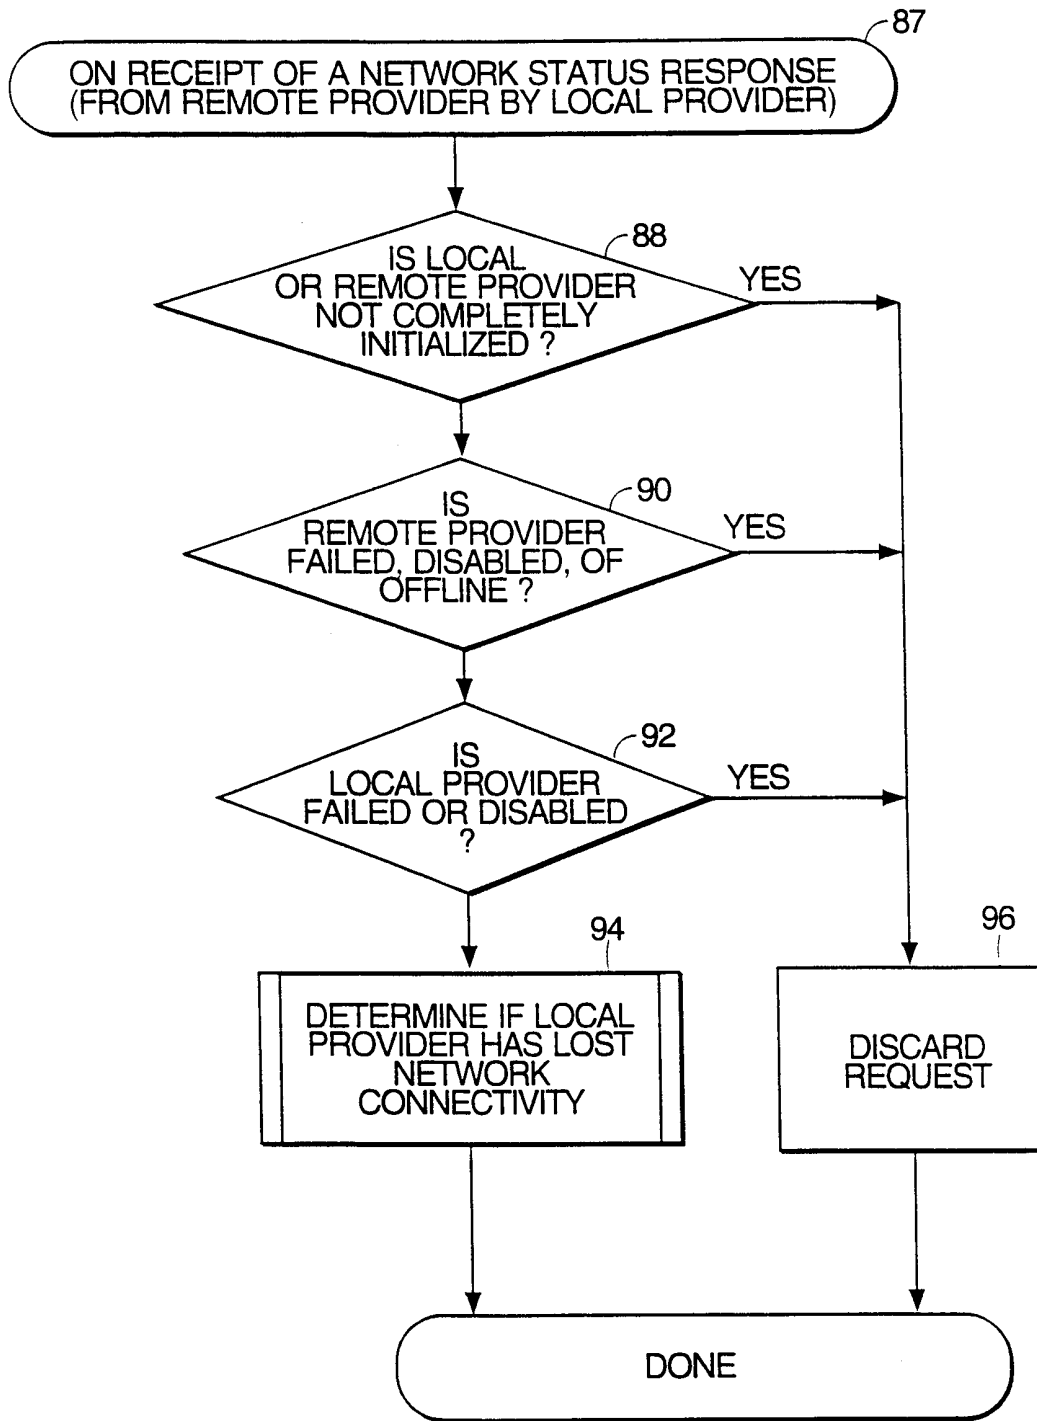 87
ON RECEIPT OF A NETWORK STATUS RESPONSE
(FROM REMOTE PROVIDER BY LOCAL PROVIDER)
88
IS LOCAL
OR REMOTE PROVIDER
NOT COMPLETELY
INITIALIZED ?
YES
90
IS
REMOTE PROVIDER
FAILED, DISABLED, OF
OFFLINE ?
YES
92
IS
LOCAL PROVIDER
FAILED OR DISABLED
?
YES
94
DETERMINE IF LOCAL
PROVIDER HAS LOST
NETWORK
CONNECTIVITY
96
DISCARD
REQUEST
DONE